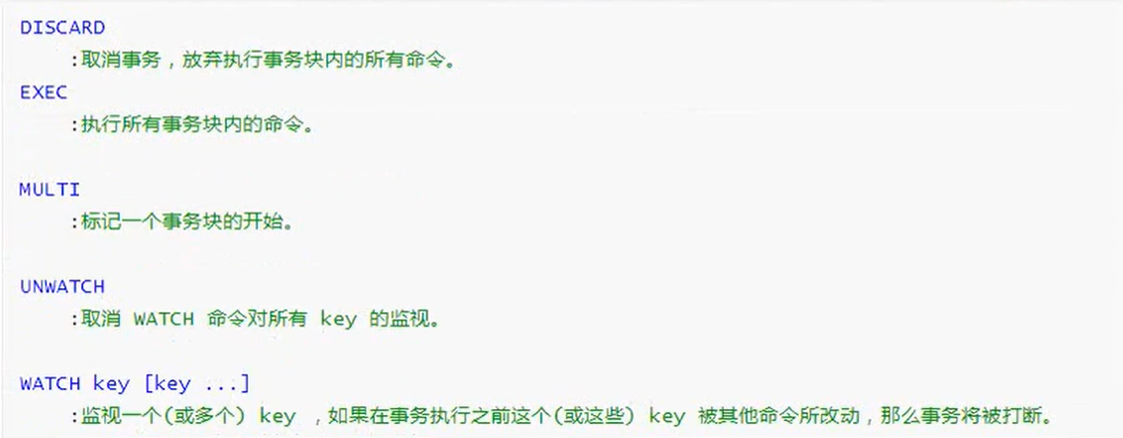 DISCARD
:取消事务，放弃执行事务块内的所有命令。
EXEC
:执行所有事务块内的命令。
MULTI
:标记一个事务块的开始。
UNWATCH
:取消 WATCH 命令对所有 key 的监视。
WATCH key [key ...]
:监视一个(或多个) key ，如果在事务执行之前这个(或这些) key 被其他命令所改动，那么事务将被打断。